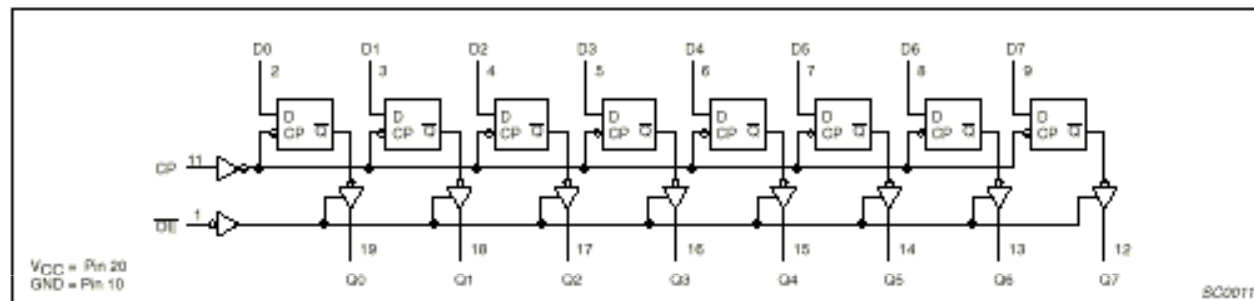 D0 D1 D2 D3 D4 D5 D6 D7
2 3 4 5 6 7 8 9
D D D D D D D D
CP Q CP Q CP Q CP Q CP Q CP Q CP Q CP Q
CP 11
OE 1
19 18 17 16 15 14 13 12
VCC = Pin 20
GND = Pin 10
Q0 Q1 Q2 Q3 Q4 Q5 Q6 Q7
SC0011